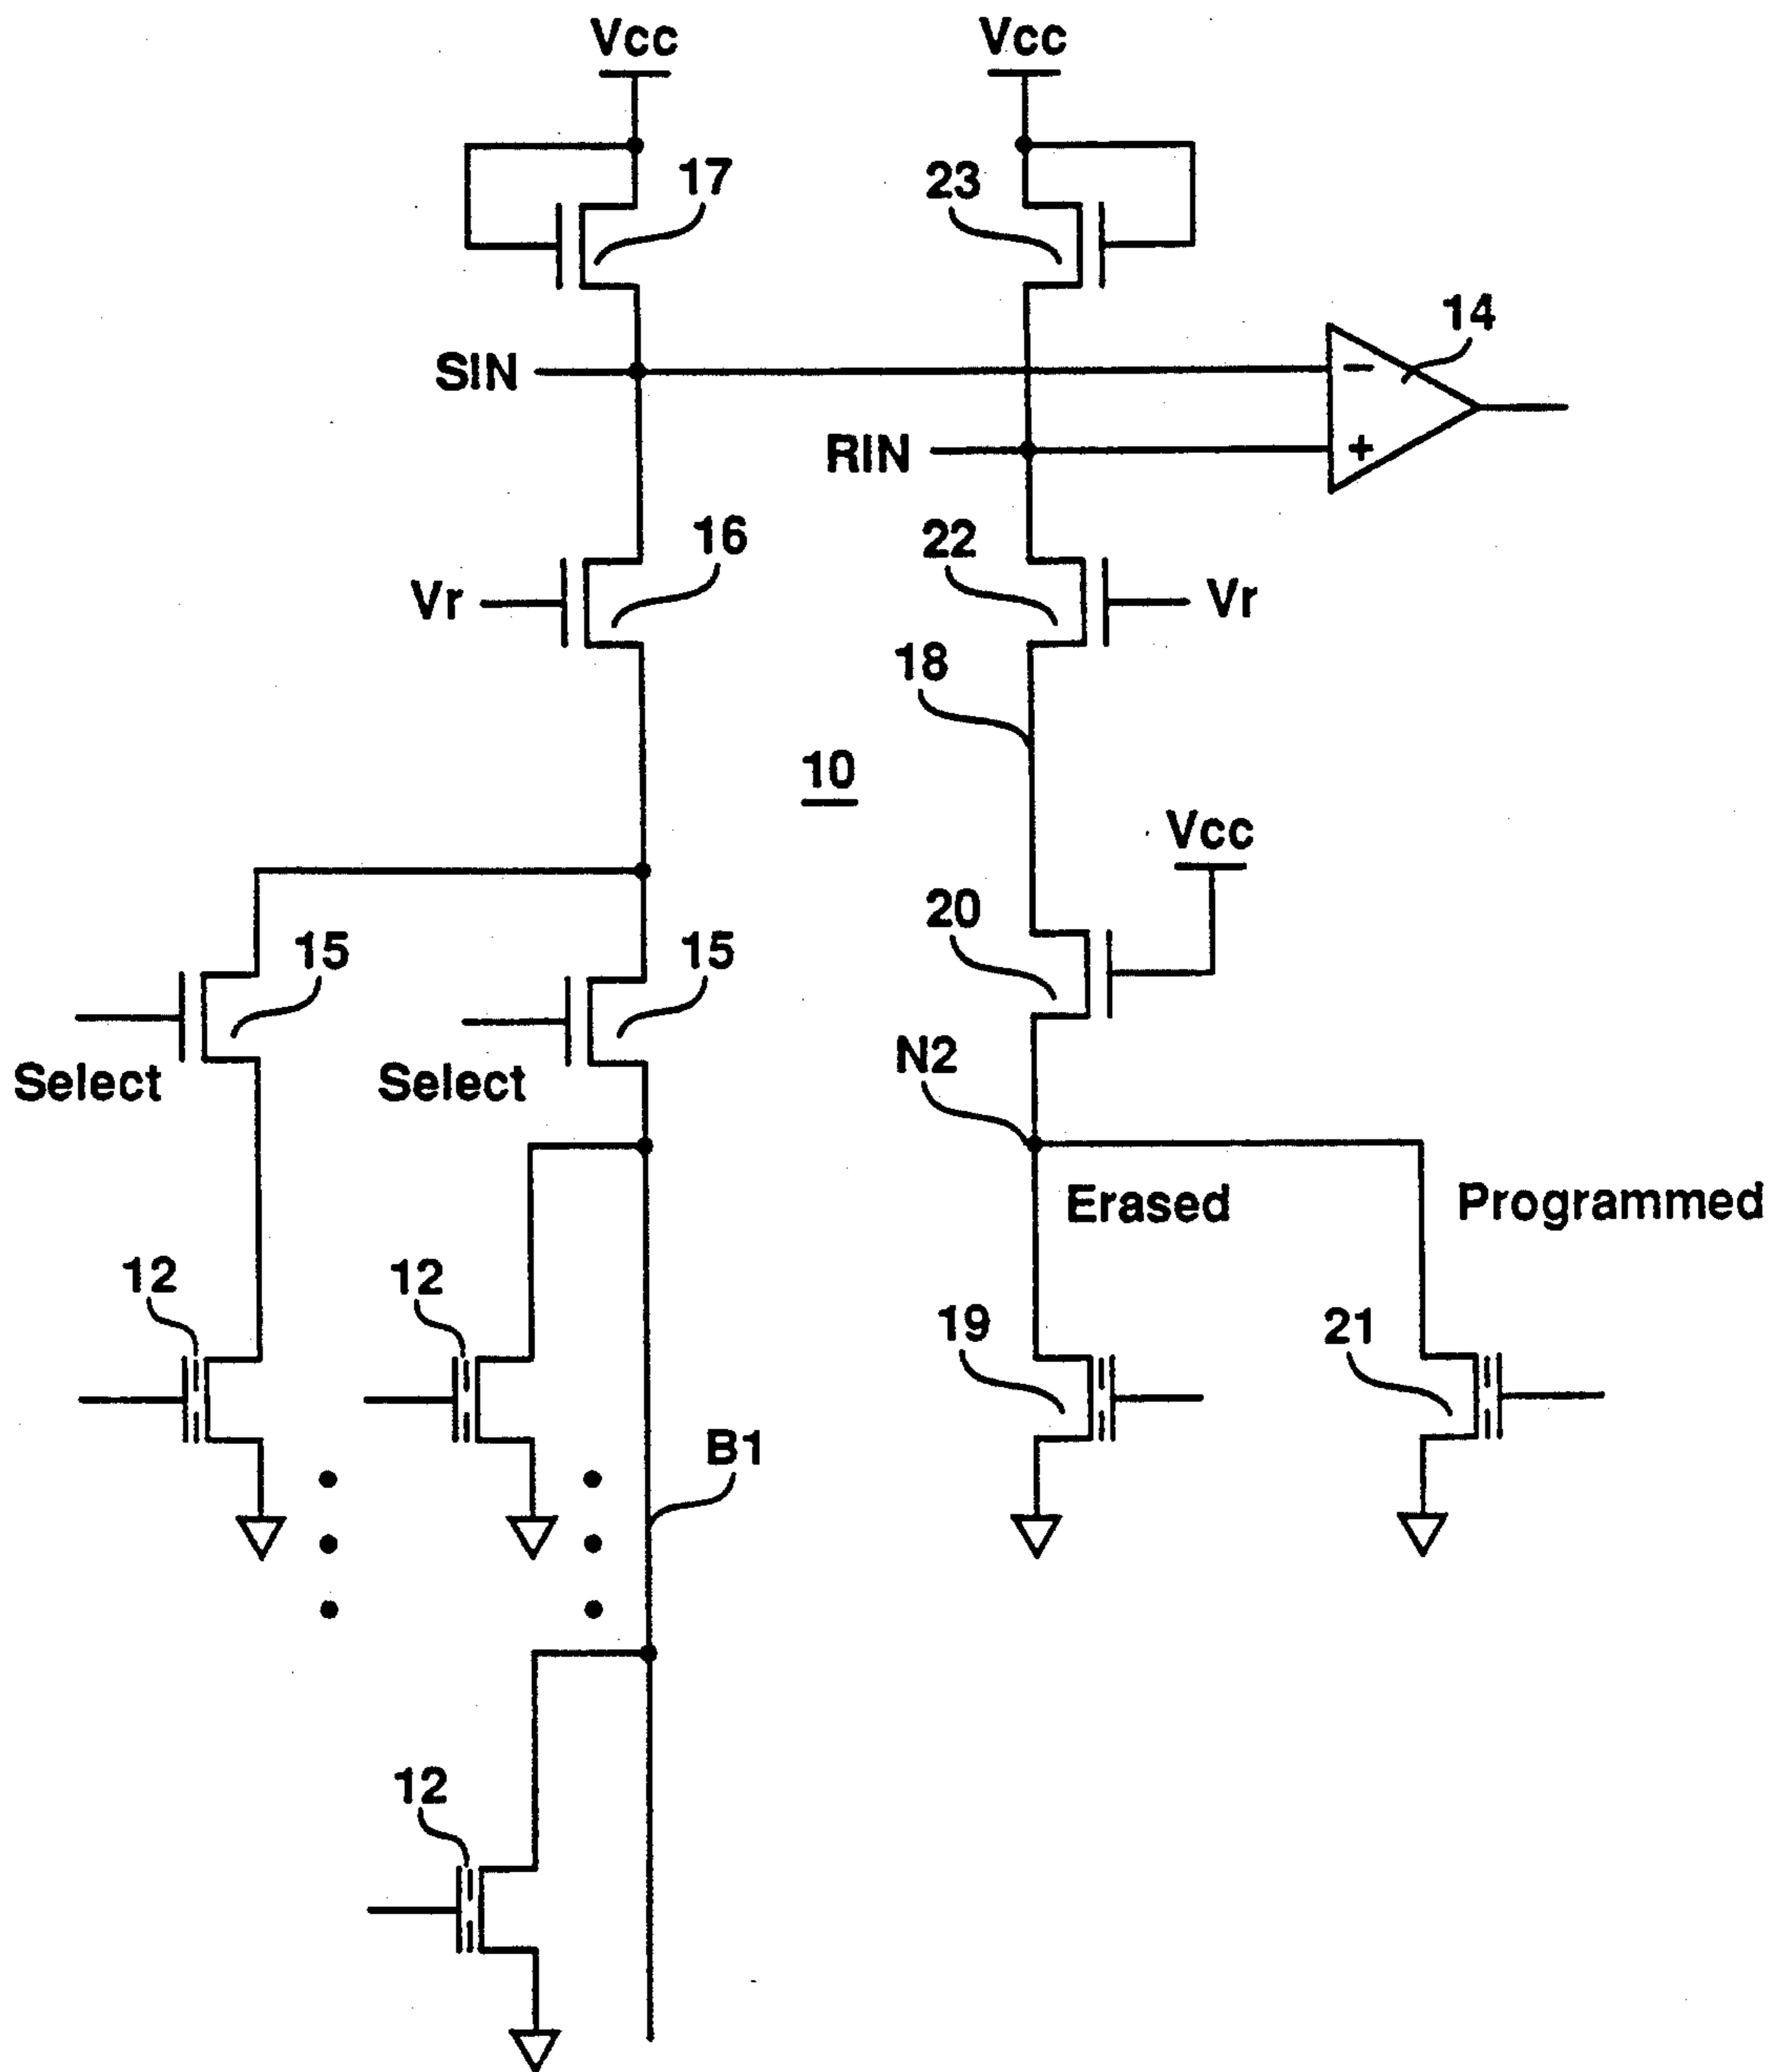 Vcc Vcc
17 23
14
SIN
RIN
16 22
Vr Vr
18
10
Vcc
20
15 15
N2
Select Select
Erased Programmed
12 12
19 21
B1
12